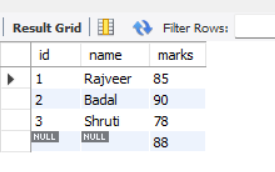 Result Grid Filter Rows:
id name marks
1 Rajveer 85
2 Badal 90
3 Shruti 78
NULL NULL 88